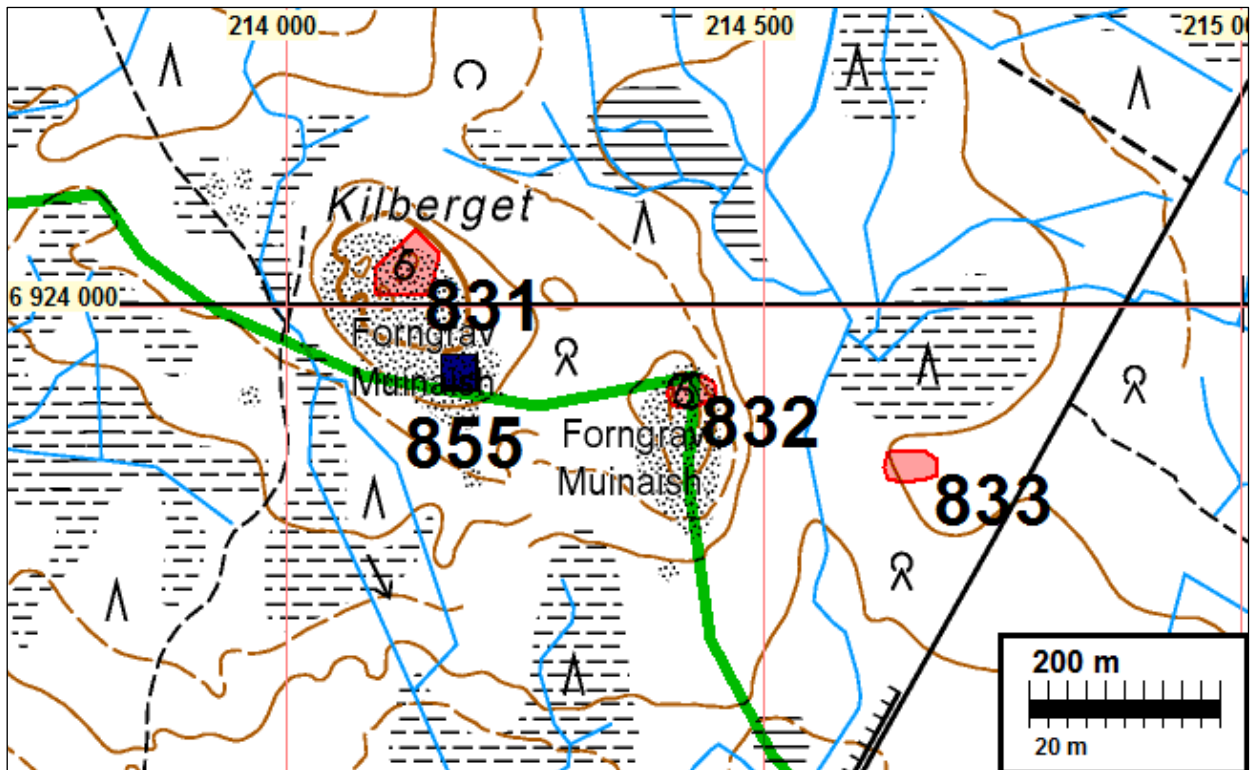 214 000
214 500
215 00
Kilberget
6
6 924 000
831
Forngrav
Muinaish.
855
832
Forngrav
Muinaish
833
200 m
20 m